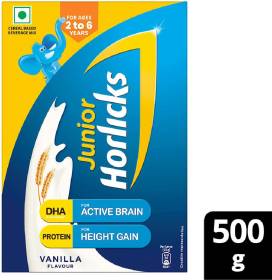 CEREAL BASED
BEVERAGE MIX
FOR AGES
2 to 6
YEARS
Junior
Horlicks
DHA
FOR
ACTIVE BRAIN
PROTEIN
FOR
HEIGHT GAIN
VANILLA
FLAVOUR
500
g